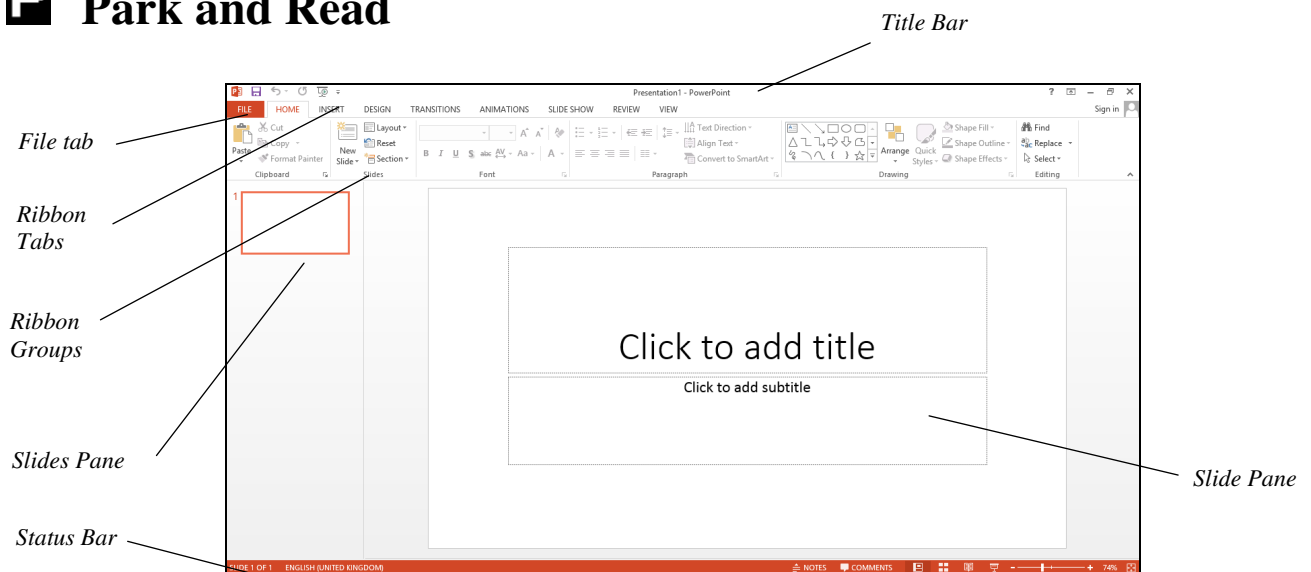 Park and Read
Title Bar
Presentation1 - PowerPoint
?
Sign in
FILE HOME INSERT DESIGN TRANSITIONS ANIMATIONS SLIDE SHOW REVIEW VIEW
File tab
Paste
Cut
Copy
Format Painter
Clipboard
New
Slide
Layout
Reset
Section
Slides
B I U S abc AV Aa A
Font
Text Direction
Align Text
Convert to SmartArt
Paragraph
Arrange
Quick
Styles
Shape Fill
Shape Outline
Shape Effects
Drawing
Find
Replace
Select
Editing
Ribbon
Tabs
1
Ribbon
Groups
Click to add title
Click to add subtitle
Slides Pane
Slide Pane
Status Bar
SLIDE 1 OF 1 ENGLISH (UNITED KINGDOM) NOTES COMMENTS 74%